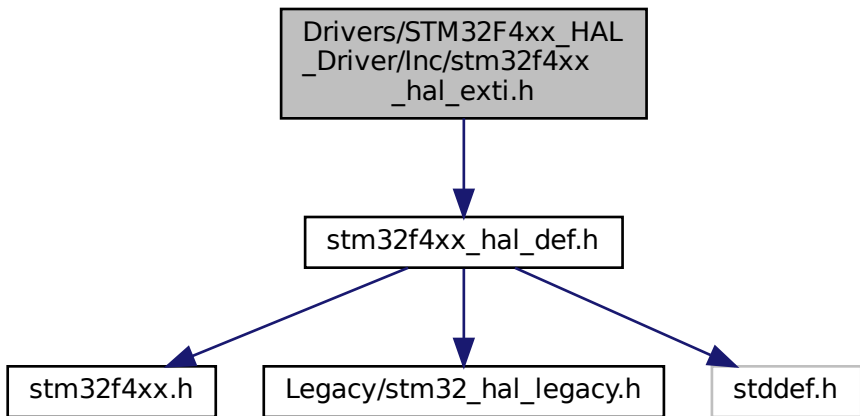 Drivers/STM32F4xx_HAL
_Driver/Inc/stm32f4xx
_hal_exti.h
stm32f4xx_hal_def.h
stm32f4xx.h
Legacy/stm32_hal_legacy.h
stddef.h